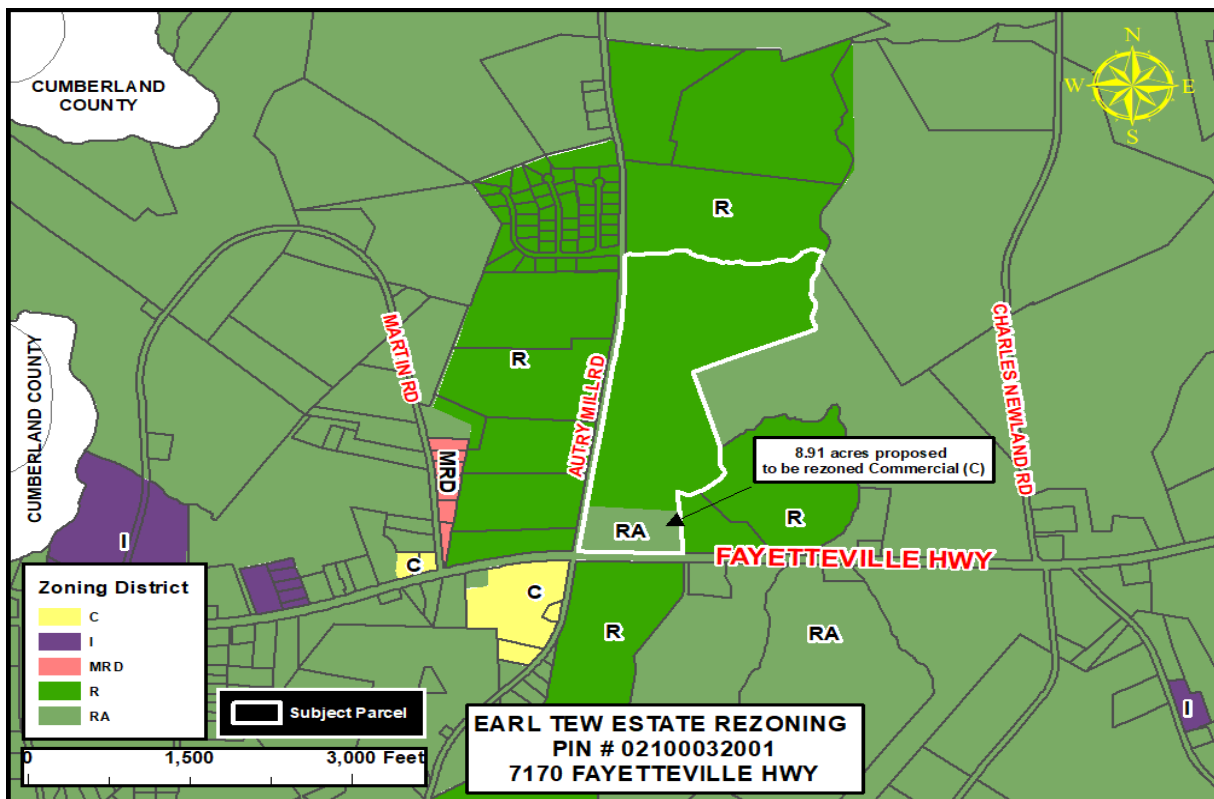 CUMBERLAND
COUNTY
N
W
E
S
R
CUMBERLAND COUNTY
MARTIN RD
R
AUTRY MILL RD
CHARLES NEWLAND RD
8.91 acres proposed
to be rezoned Commercial (C)
MRD
R
RA
I
FAYETTEVILLE HWY
C
C
R
RA
I
Zoning District
C
I
MRD
R
RA
Subject Parcel
EARL TEW ESTATE REZONING
PIN # 02100032001
7170 FAYETTEVILLE HWY
0 1,500 3,000 Feet